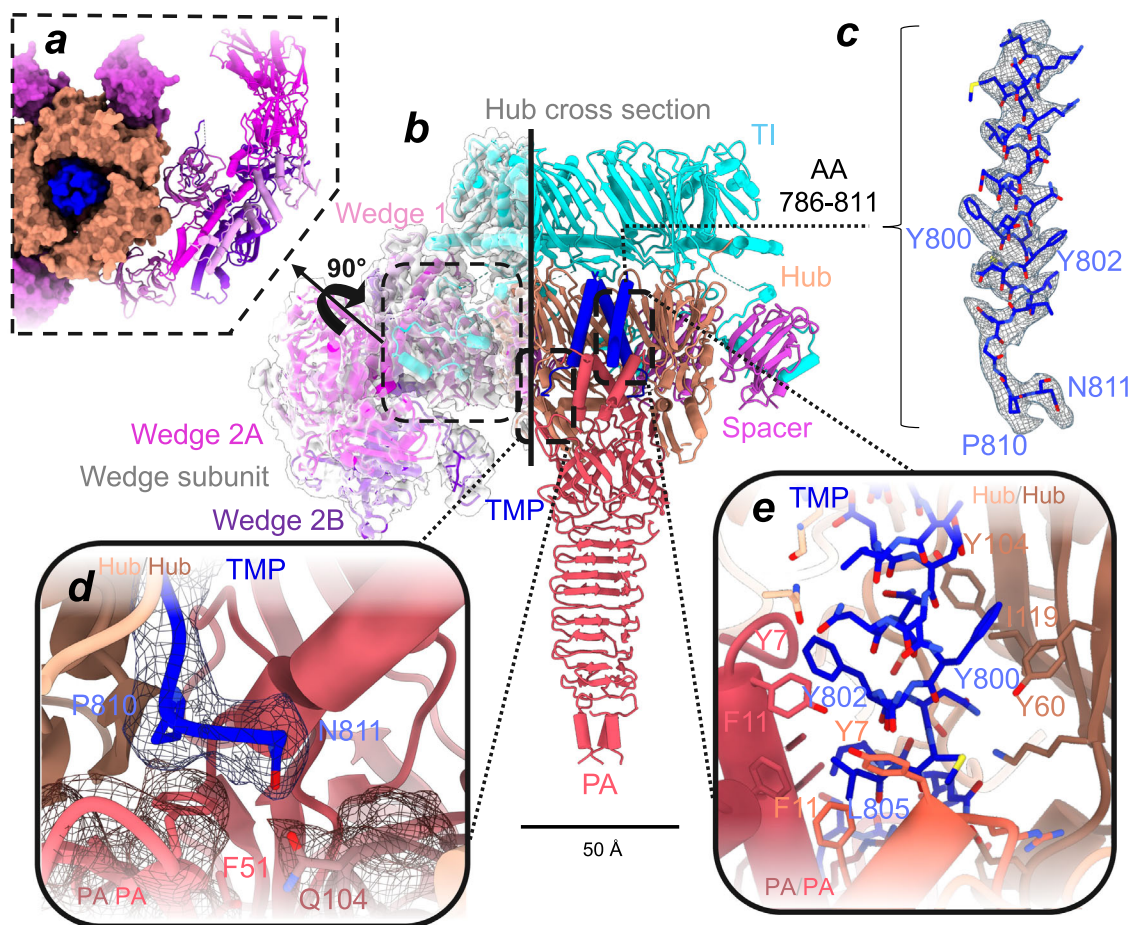 a
b
c
Hub cross section
TI
AA
786-811
Wedge 1
90°
Hub
Y800
Y802
N811
P810
Wedge 2A
Wedge subunit
Wedge 2B
TMP
Spacer
PA
50 Å
d
Hub/Hub
TMP
P810
N811
F51
PA/PA
Q104
e
TMP
Hub/Hub
Y104
I119
Y7
Y802
Y800
Y60
F11
Y7
F11
L805
PA/PA